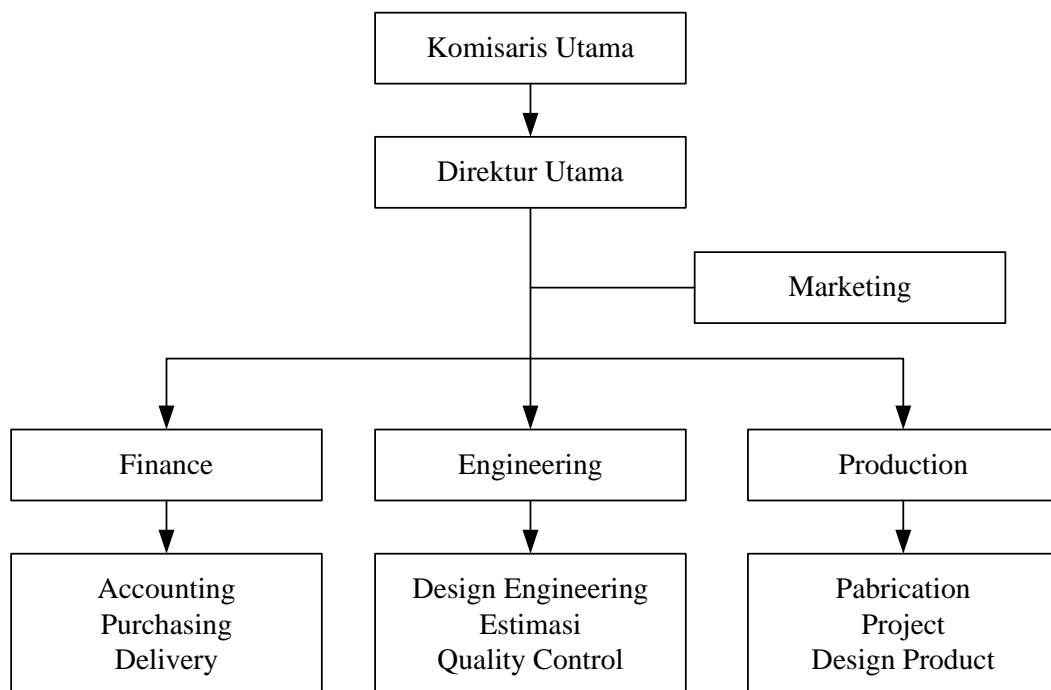 Komisaris Utama
Direktur Utama
Marketing
Finance
Engineering
Production
Accounting
Purchasing
Delivery
Design Engineering
Estimasi
Quality Control
Pabrication
Project
Design Product